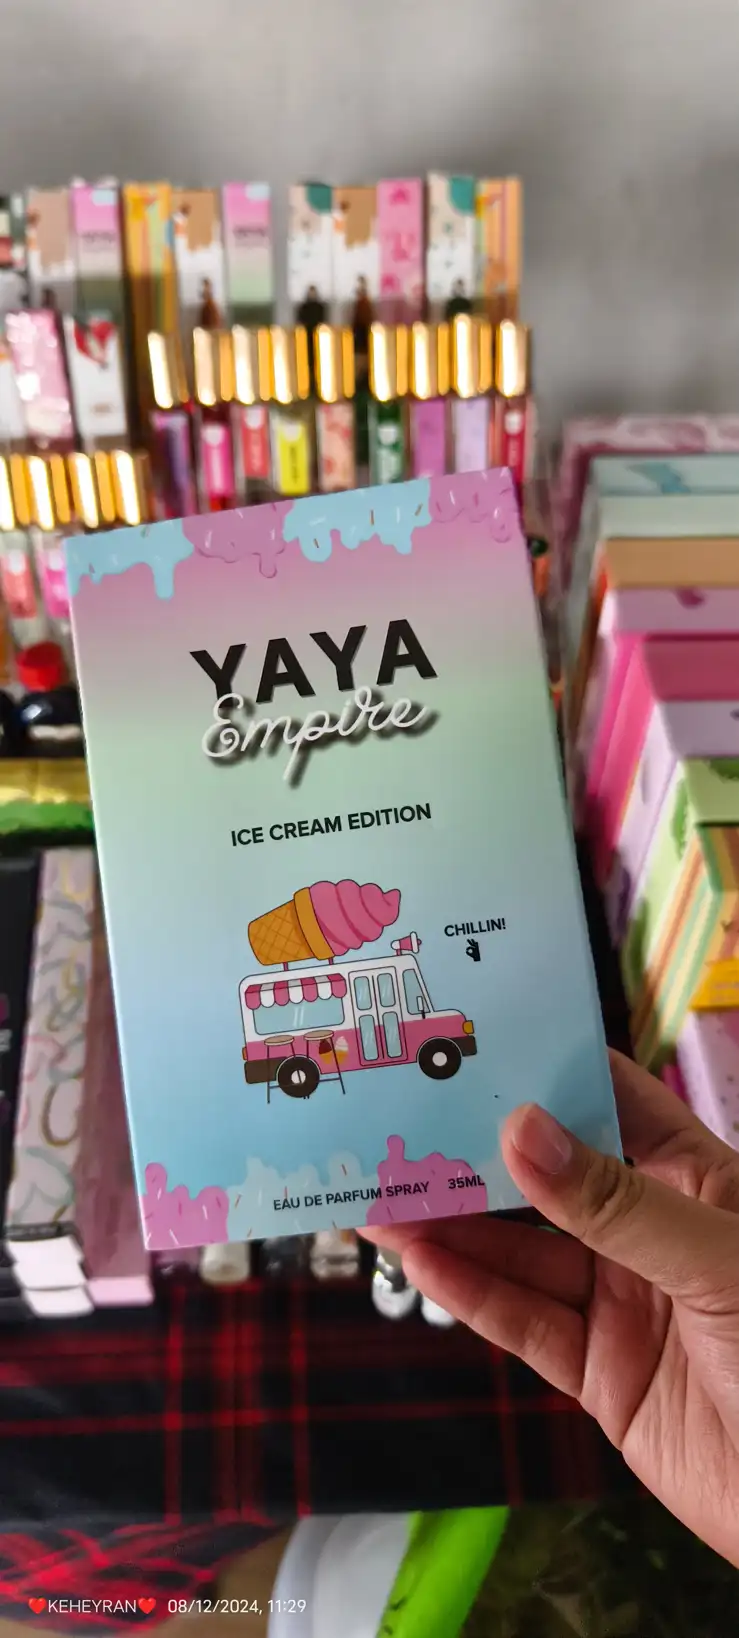 YAYA
Empire
ICE CREAM EDITION
CHILLIN!
EAU DE PARFUM SPRAY 35ML
❤️KEHEYRAN❤️ 08/12/2024, 11:29